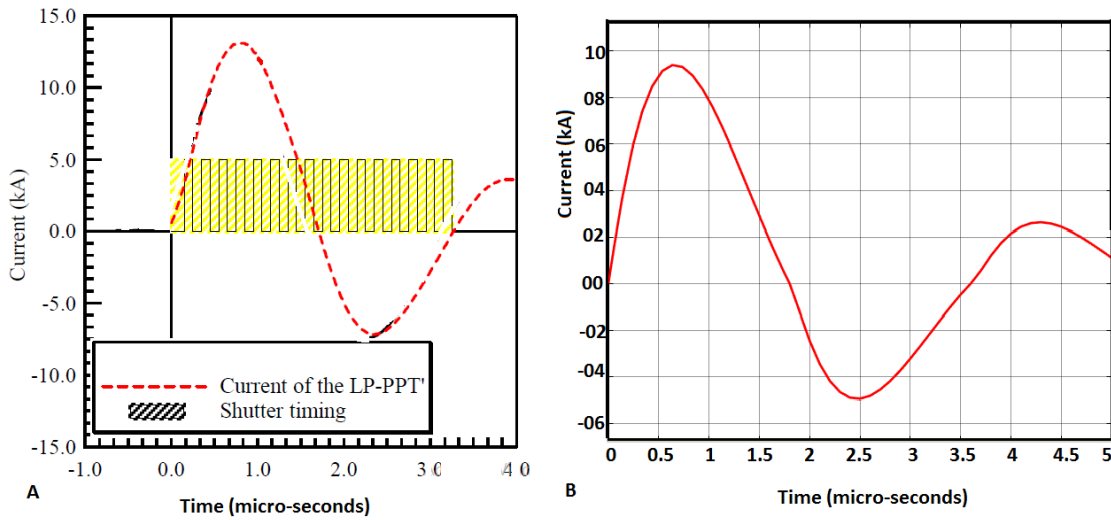 15.0
10.0
5.0
0.0
-5.0
-10.0
-15.0
Current (kA)
Current of the LP-PPT'
Shutter timing
-1.0 0.0 1.0 2.0 3.0 4.0
A
Time (micro-seconds)
10
08
06
04
02
00
-02
-04
-06
Current (kA)
0 0.5 1 1.5 2 2.5 3 3.5 4 4.5 5
B
Time (micro-seconds)